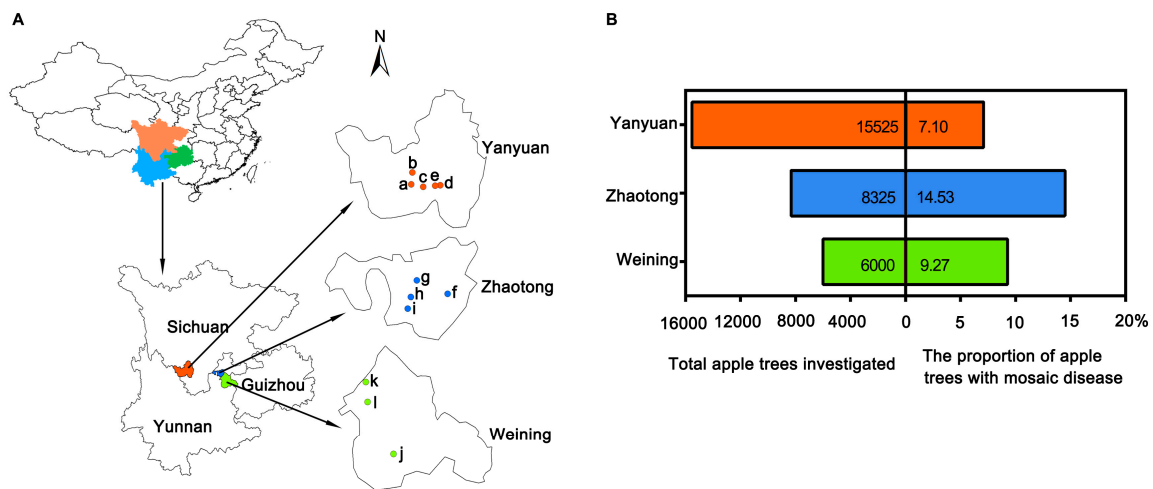 A
N
Yanyuan
b
a
c
e
d
Zhaotong
g
h
f
i
Sichuan
Guizhou
Yunnan
k
l
j
Weining
B
Yanyuan
15525
7.10
Zhaotong
8325
14.53
Weining
6000
9.27
16000 12000 8000 4000 0 5 10 15 20%
Total apple trees investigated
The proportion of apple
trees with mosaic disease